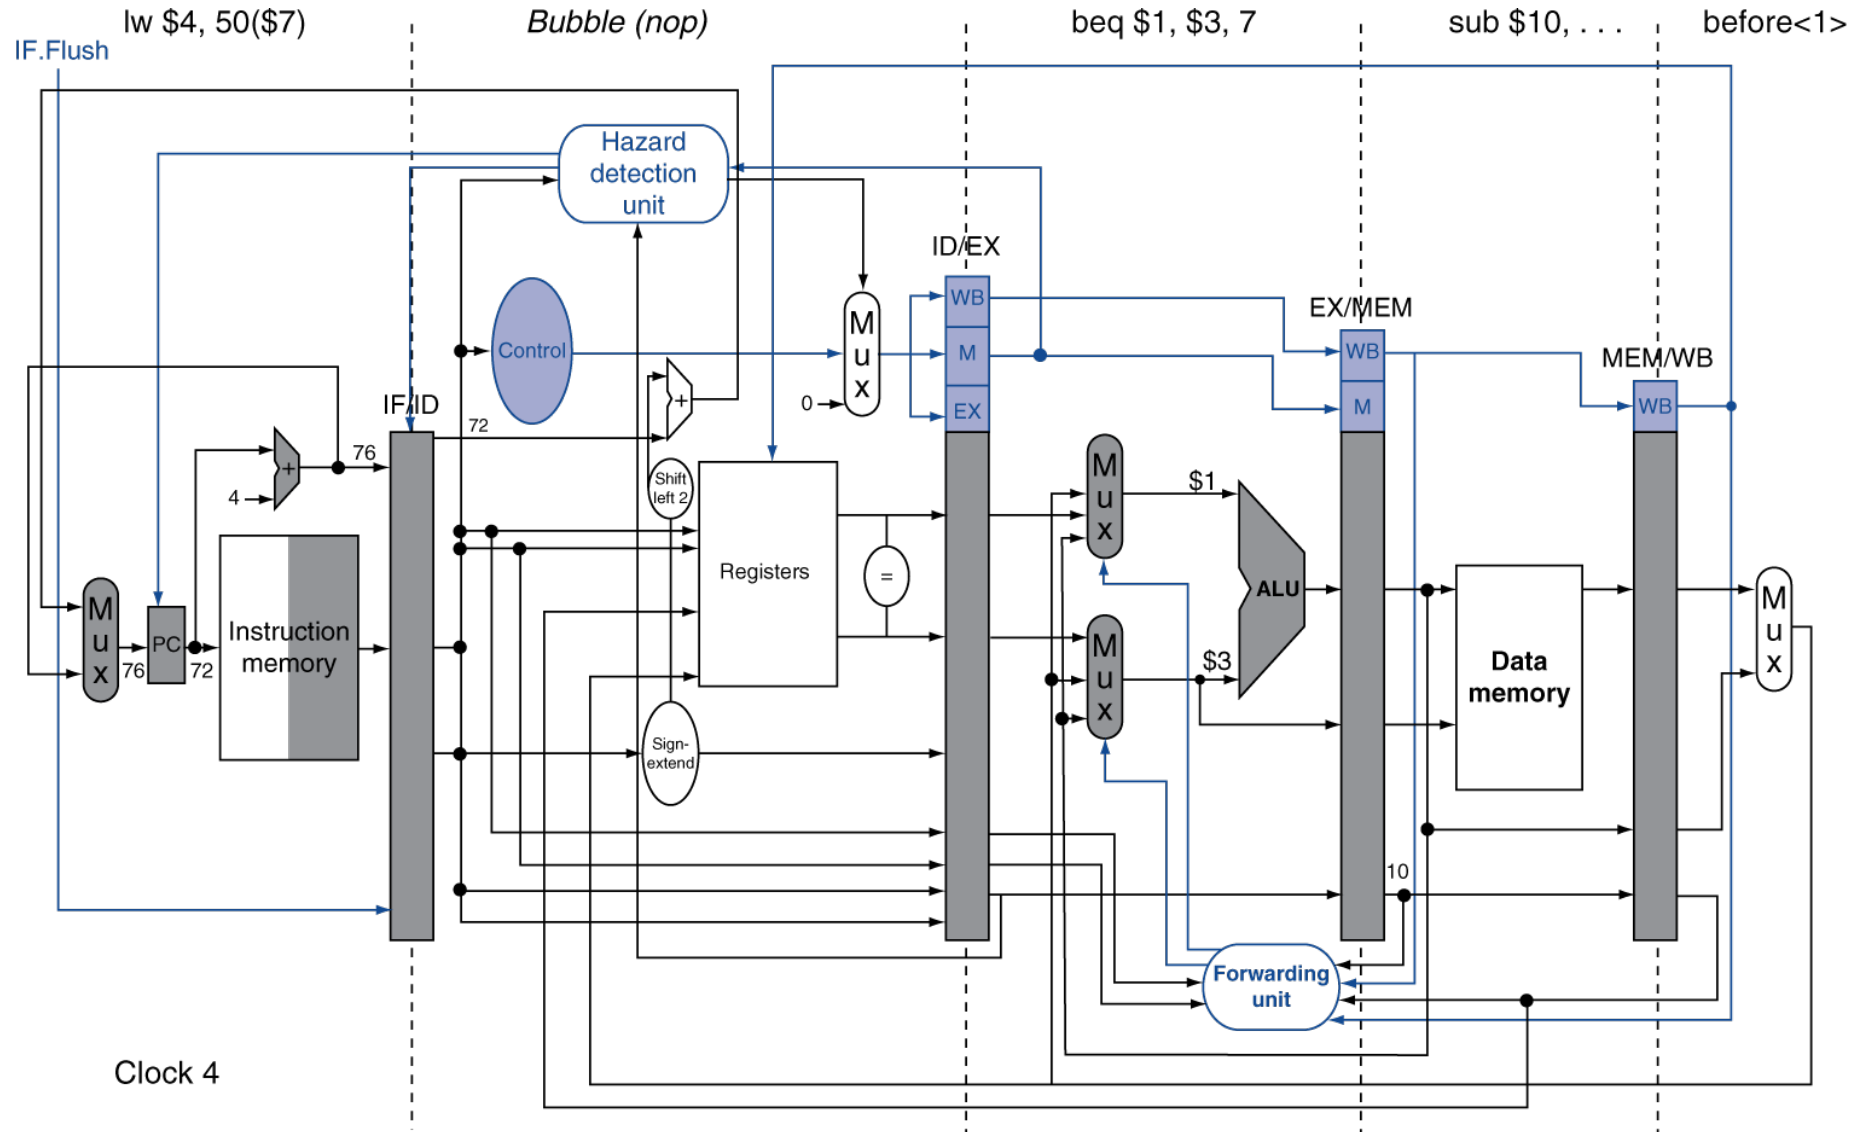 lw $4, 50($7)
Bubble (nop)
beq $1, $3, 7
sub $10, . . .
before<1>
IF.Flush
Hazard
detection
unit
ID/EX
WB
M
EX
Control
M
u
x
0
EX/MEM
WB
M
MEM/WB
WB
IF/ID
72
+
76
+
4
Shift
left 2
Registers
=
M
u
x
$1
ALU
M
u
x
76
PC
72
Instruction
memory
M
u
x
$3
Data
memory
M
u
x
Sign-
extend
10
Forwarding
unit
Clock 4